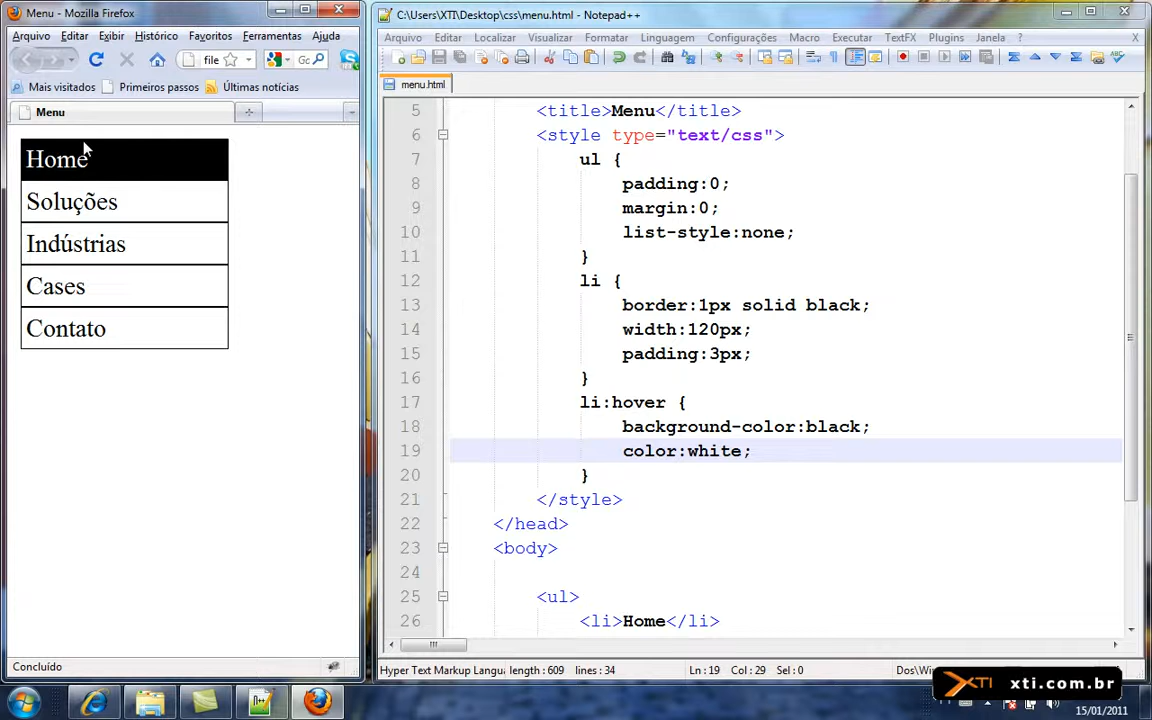 Menu - Mozilla Firefox
Arquivo Editar Exibir Histórico Favoritos Ferramentas Ajuda
file
Mais visitados Primeiros passos Últimas notícias
Menu
Home
Soluções
Indústrias
Cases
Contato
Concluído
C:\Users\XTI\Desktop\css\menu.html - Notepad++
Arquivo Editar Localizar Visualizar Formatar Linguagem Configurações Macro Executar TextFX Plugins Janela ? X
menu.html
5 <title>Menu</title>
6 <style type="text/css">
7 ul {
8 padding:0;
9 margin:0;
10 list-style:none;
11 }
12 li {
13 border:1px solid black;
14 width:120px;
15 padding:3px;
16 }
17 li:hover {
18 background-color:black;
19 color:white;
20 }
21 </style>
22 </head>
23 <body>
24
25 <ul>
26 <li>Home</li>
Hyper Text Markup Langu length : 609 lines : 34 Ln : 19 Col : 29 Sel : 0 Dos\Win
XTI xti.com.br
15/01/2011